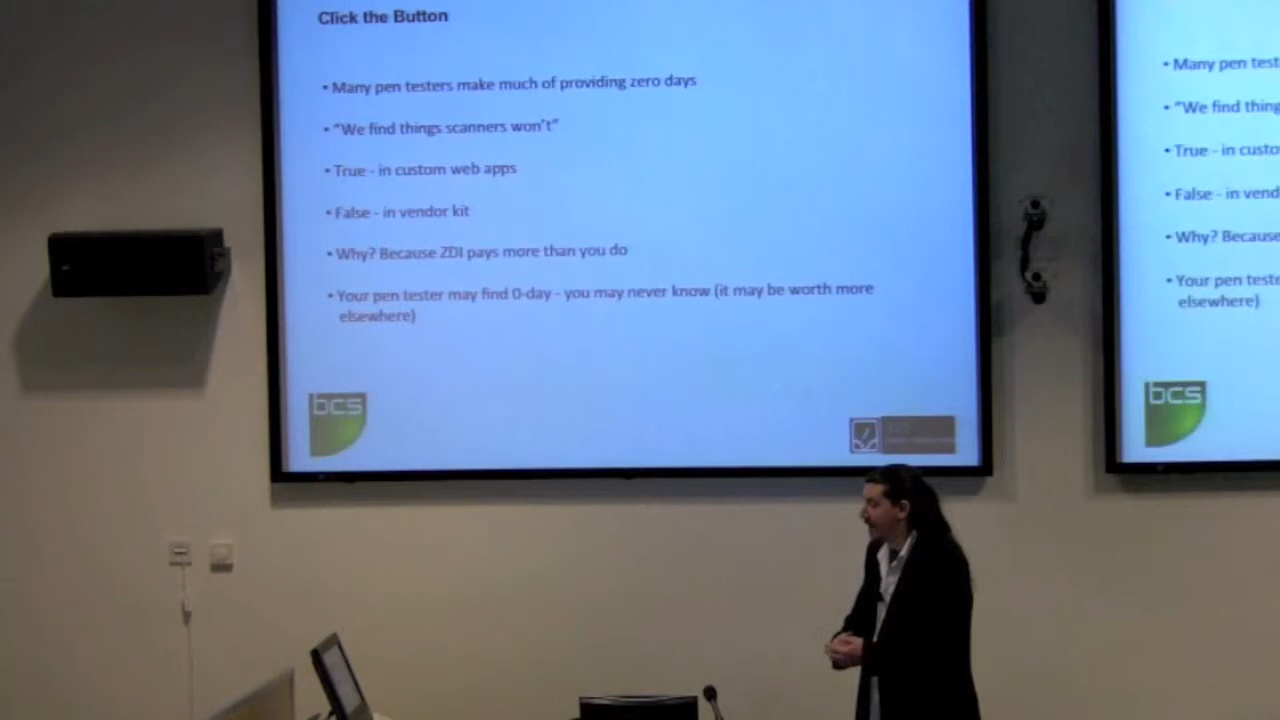 Click the Button
• Many pen testers make much of providing zero days
• "We find things scanners won't"
• True - in custom web apps
• False - in vendor kit
• Why? Because ZDI pays more than you do
• Your pen tester may find 0-day - you may never know (it may be worth more
elsewhere)
bcs
• Many pen test
• "We find thing
• True - in custo
• False - in vend
• Why? Because
• Your pen teste
elsewhere)
bcs